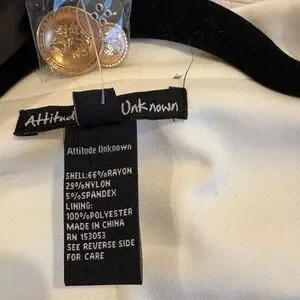 Attitud Unknown
Attitude Unknown
SHELL:66%RAYON
29%NYLON
5%SPANDEX
LINING:
100%POLYESTER
MADE IN CHINA
RN 153053
SEE REVERSE SIDE
FOR CARE